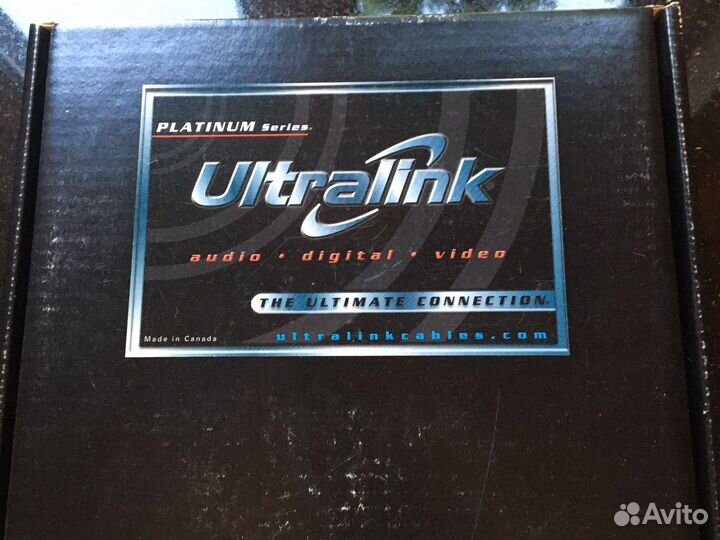 PLATINUM Series
Ultralink
audio • digital • video
THE ULTIMATE CONNECTION
Made in Canada
ultralinkcables.com
Avito